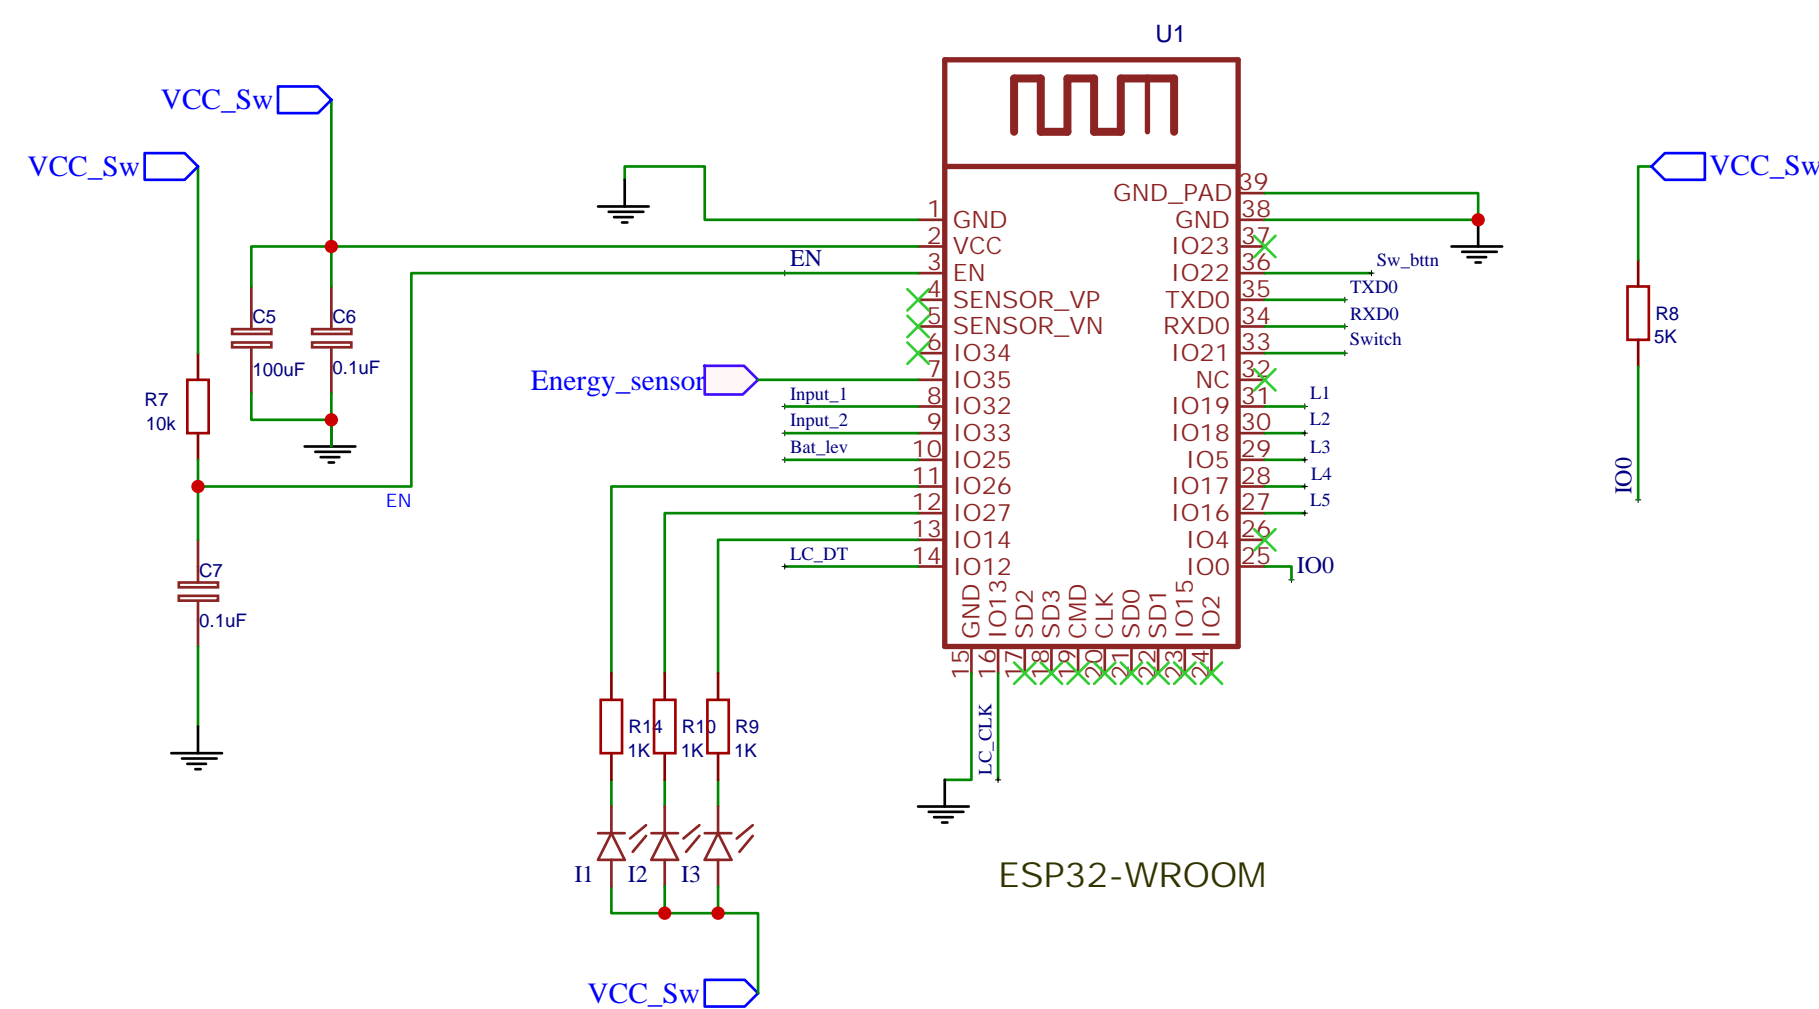 U1
VCC_Sw
VCC_Sw
VCC_Sw
GND_PAD 39
1 GND
GND 38
2 VCC
IO23 37
EN
3 EN
IO22 36
Sw_bttn
4 SENSOR_VP
TXD0 35
TXD0
5 SENSOR_VN
RXD0 34
RXD0
6 IO34
IO21 33
Switch
Energy_sensor
7 IO35
NC 32
Input_1
8 IO32
IO19 31
L1
Input_2
9 IO33
IO18 30
L2
Bat_lev
10 IO25
IO5 29
L3
11 IO26
IO17 28
L4
12 IO27
IO16 27
L5
13 IO14
IO4 26
LC_DT
14 IO12
IO0 25
IO0
GND IO13 SD2 SD3 CMD CLK SD0 SD1 IO15 IO2
15 16 17 18 19 20 21 22 23 24
C5
100uF
C6
0.1uF
R7
10k
EN
C7
0.1uF
R8
5K
IO0
R14
1K
R10
1K
R9
1K
LC_CLK
I1
I2
I3
ESP32-WROOM
VCC_Sw